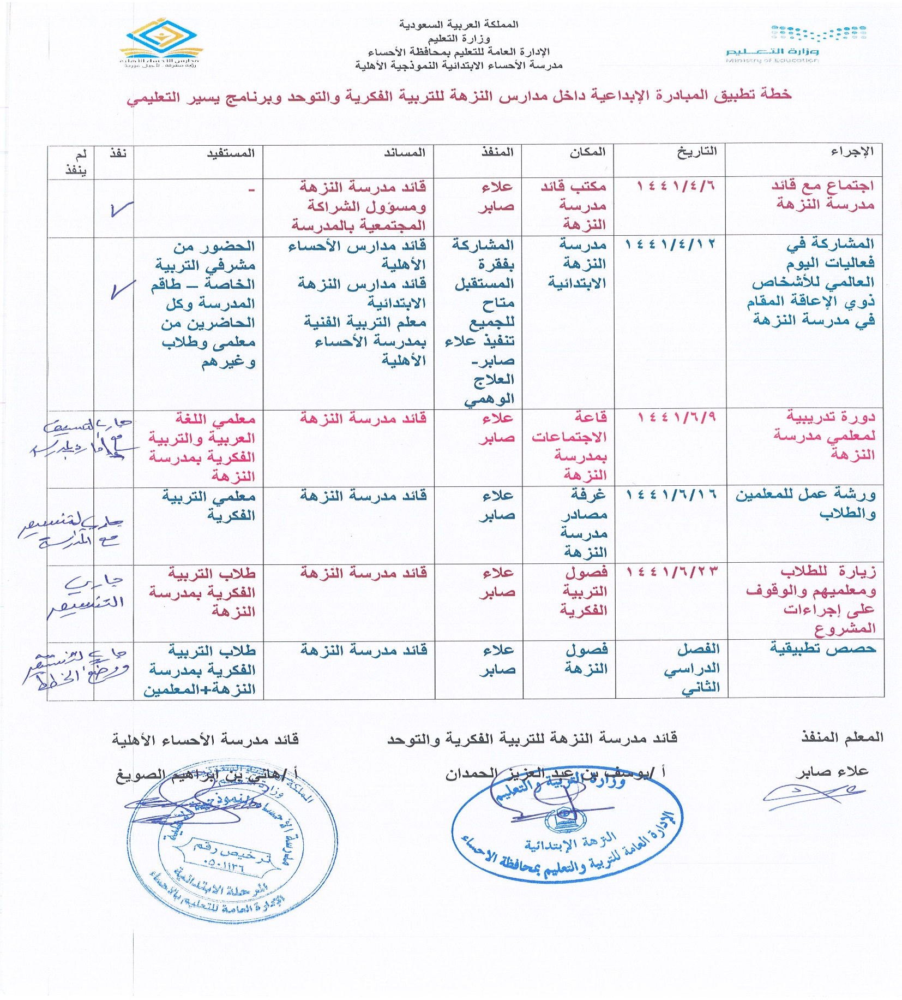 المملكة العربية السعودية
وزارة التعليم
الإدارة العامة للتعليم بمحافظة الأحساء
مدرسة الأحساء الابتدائية النموذجية الأهلية
وزارة التعليم
Ministry of Education
مدارس الأحساء الأهلية
خطة تطبيق المبادرة الإبداعية داخل مدارس النزهة للتربية الفكرية والتوحد وبرنامج يسير التعليمي
الإجراء التاريخ المكان المنفذ المساند المستفيد نفذ لم
ينفذ
اجتماع مع قائد ١٤٤١/٤/٦ مكتب قائد علاء قائد مدرسة النزهة -
مدرسة النزهة مدرسة صابر ومسؤول الشراكة ✓
النزهة المجتمعية بالمدرسة
المشاركة في ١٤٤١/٤/١٢ مدرسة المشاركة قائد مدارس الأحساء الحضور من
فعاليات اليوم النزهة بفقرة الأهلية مشرفي التربية
العالمي للأشخاص الابتدائية المستقبل قائد مدارس النزهة الخاصة – طاقم ✓
ذوي الإعاقة المقام متاح الابتدائية المدرسة وكل
في مدرسة النزهة للجميع معلم التربية الفنية الحاضرين من
تنفيذ علاء بمدرسة الأحساء معلمى وطلاب
صابر- الأهلية وغيرهم
العلاج
الوهمي
دورة تدريبية ١٤٤١/٦/٩ قاعة علاء قائد مدرسة النزهة معلمي اللغة جاري التنسيق
لمعلمي مدرسة الاجتماعات صابر العربية والتربية مع
النزهة بمدرسة الفكرية بمدرسة
النزهة النزهة
ورشة عمل للمعلمين ١٤٤١/٦/١٦ غرفة علاء قائد مدرسة النزهة معلمي التربية جاري التنسيق
والطلاب مصادر صابر الفكرية مع المدرسة
مدرسة
النزهة
زيارة للطلاب ١٤٤١/٦/٢٣ فصول علاء قائد مدرسة النزهة طلاب التربية جاري
ومعلميهم والوقوف التربية صابر الفكرية بمدرسة التنسيق
على إجراءات الفكرية النزهة
المشروع
حصص تطبيقية الفصل فصول علاء قائد مدرسة النزهة طلاب التربية جاري التنسيق
الدراسي النزهة صابر الفكرية بمدرسة ووضع الخطط
الثاني النزهة+المعلمين
المعلم المنفذ قائد مدرسة النزهة للتربية الفكرية والتوحد قائد مدرسة الأحساء الأهلية
علاء صابر أ /يوسف بن عبد العزيز الحمدان أ /هاني بن إبراهيم الصويغ
وزارة التربية والتعليم
النزهة الإبتدائية
الإدارة العامة للتربية والتعليم بمحافظة الاحساء
مدرسة الأحساء النموذجية الأهلية
ترخيص رقم
٠٥٠١١٣٦
المرحلة الابتدائية
الإدارة العامة للتعليم بالأحساء